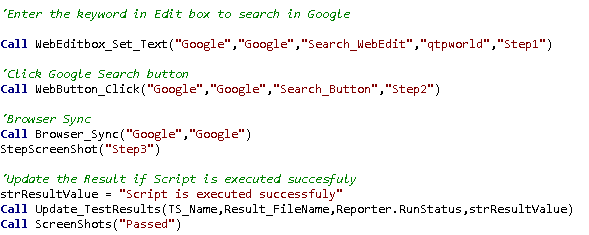 'Enter the keyword in Edit box to search in Google
Call WebEditbox_Set_Text("Google","Google","Search_WebEdit","qtpworld","Step1")
'Click Google Search button
Call WebButton_Click("Google","Google","Search_Button","Step2")
'Browser Sync
Call Browser_Sync("Google","Google")
StepScreenShot("Step3")
'Update the Result if Script is executed succesfuly
strResultValue = "Script is executed successfuly"
Call Update_TestResults(TS_Name,Result_FileName,Reporter.RunStatus,strResultValue)
Call ScreenShots("Passed")